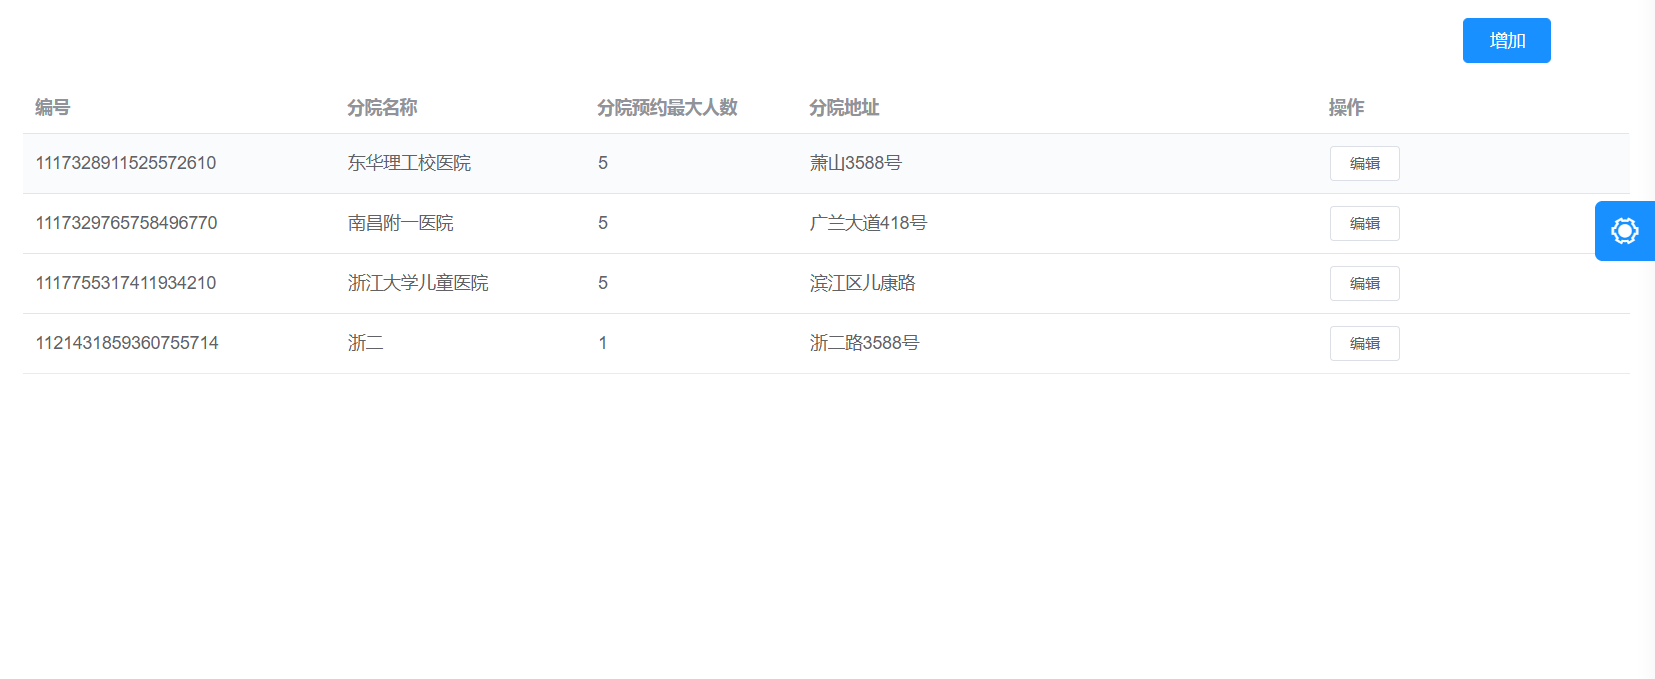 增加
编号 分院名称 分院预约最大人数 分院地址 操作
1117328911525572610 东华理工校医院 5 萧山3588号 编辑
1117329765758496770 南昌附一医院 5 广兰大道418号 编辑
1117755317411934210 浙江大学儿童医院 5 滨江区儿康路 编辑
1121431859360755714 浙二 1 浙二路3588号 编辑